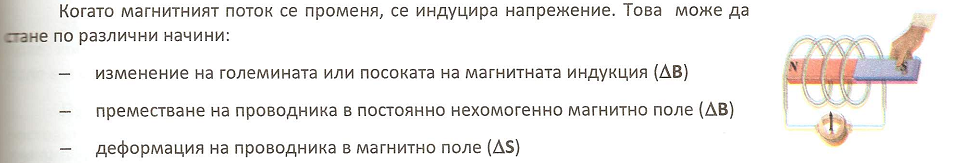 Когато магнитният поток се променя, се индуцира напрежение. Това може да
стане по различни начини:
– изменение на големината или посоката на магнитната индукция (ΔB)
– преместване на проводника в постоянно нехомогенно магнитно поле (ΔB)
– деформация на проводника в магнитно поле (ΔS)
N S